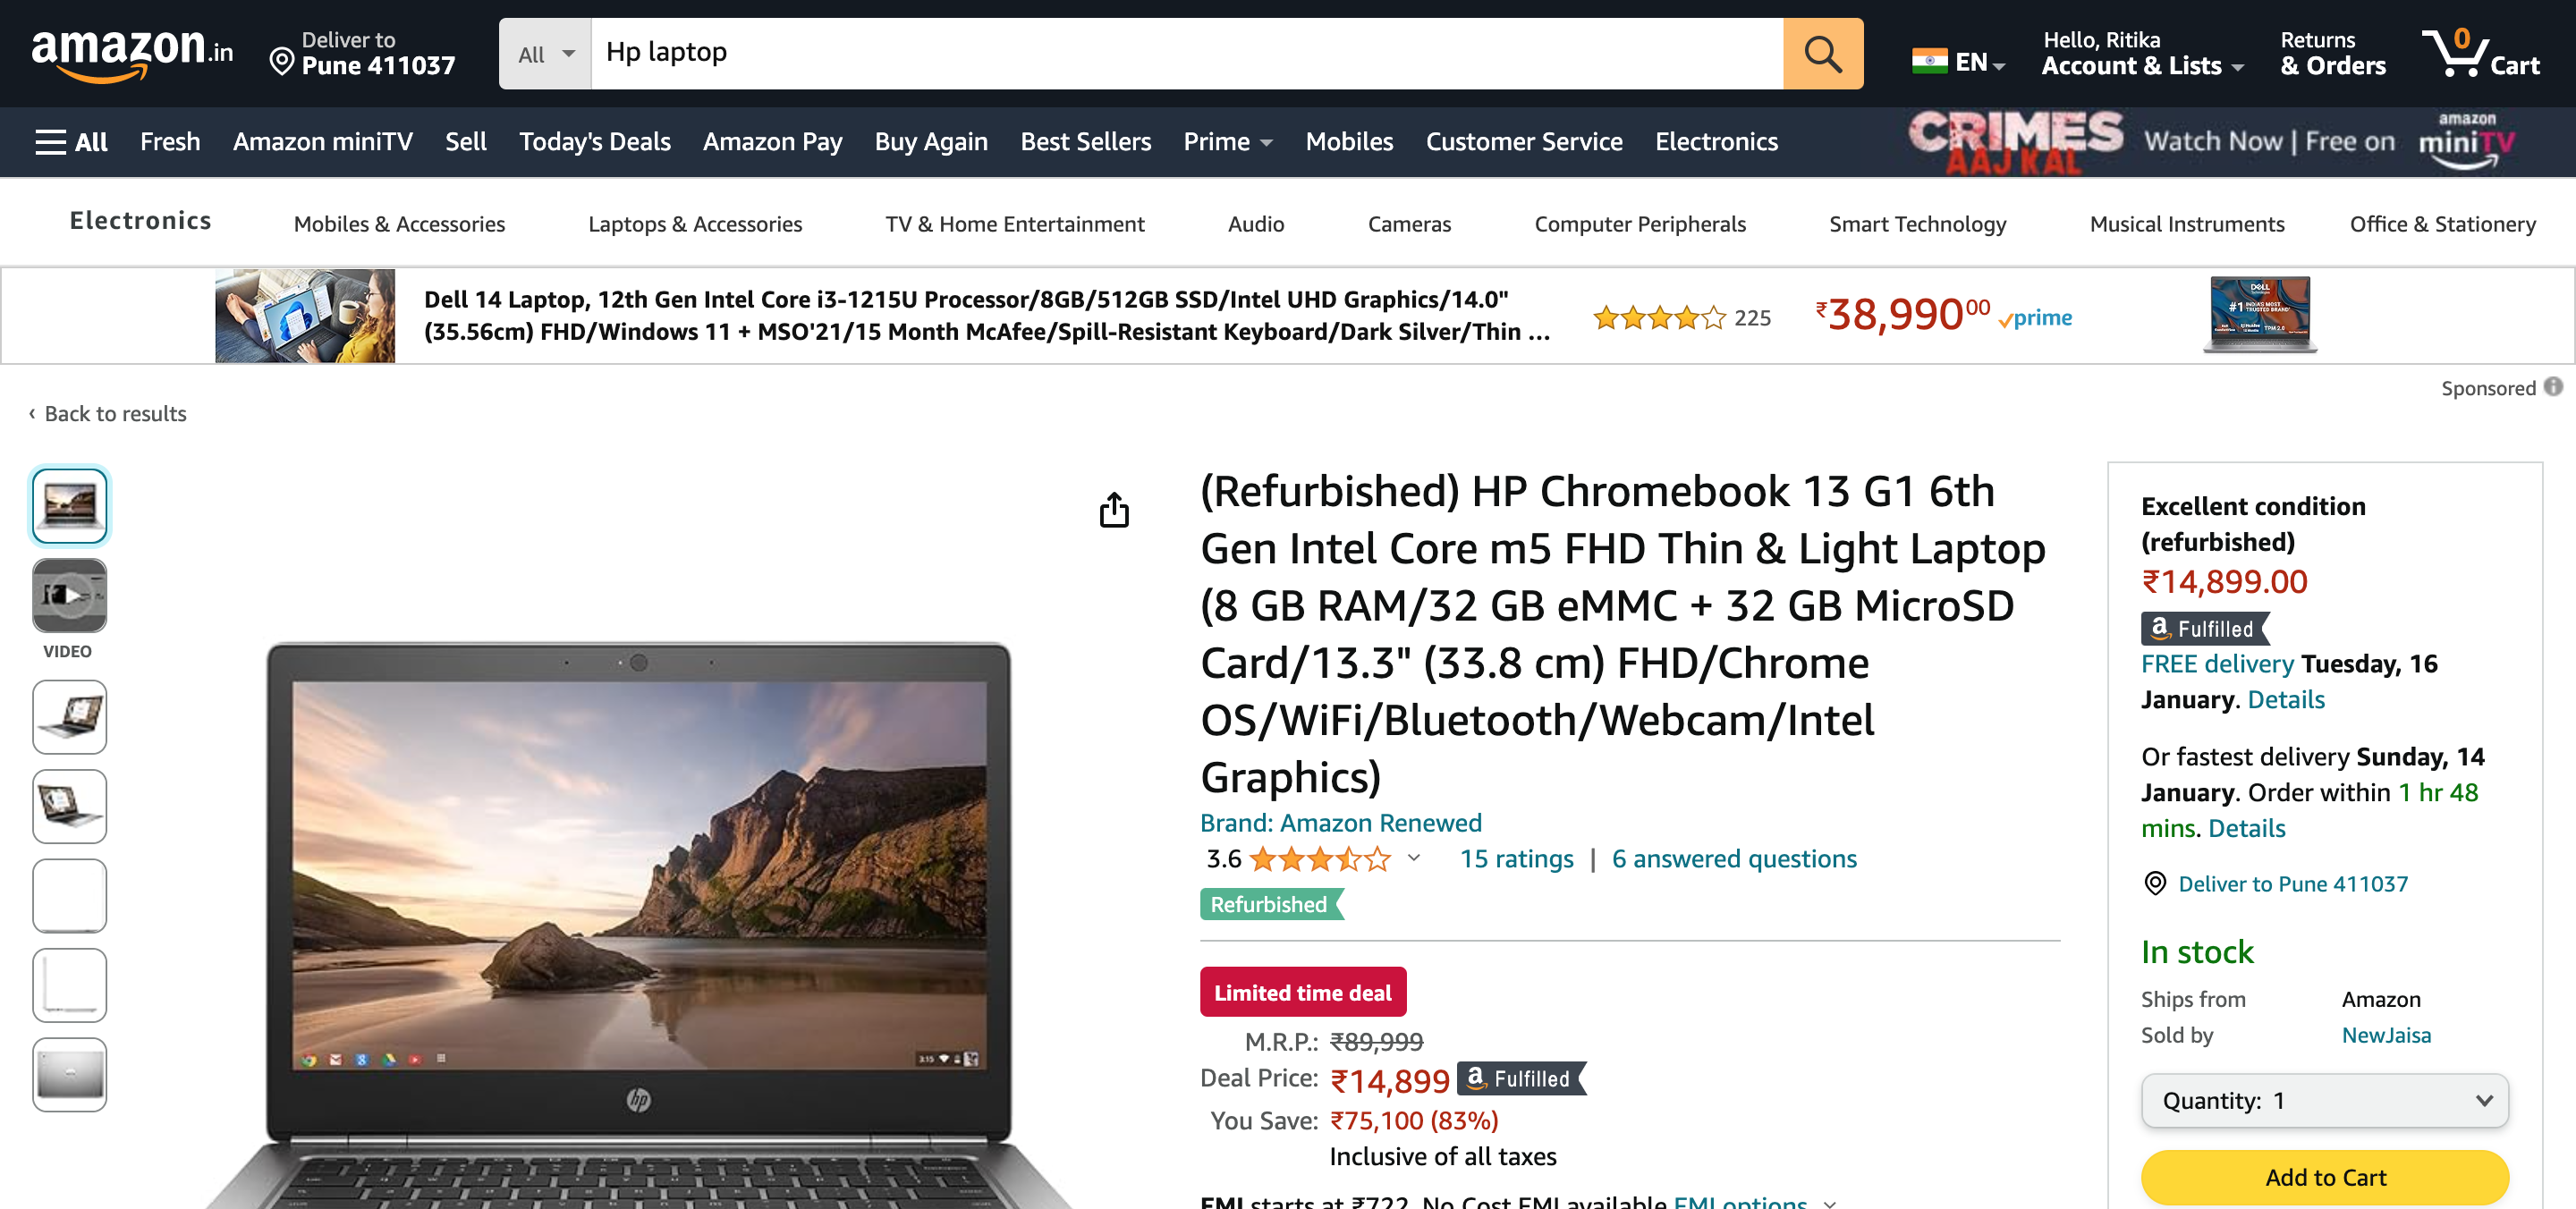 amazon.in
Deliver to
Pune 411037
All
Hp laptop
EN
Hello, Ritika
Account & Lists
Returns
& Orders
0
Cart
All
Fresh
Amazon miniTV
Sell
Today's Deals
Amazon Pay
Buy Again
Best Sellers
Prime
Mobiles
Customer Service
Electronics
CRIMES
AAJ KAL
Watch Now | Free on
amazon
miniTV
Electronics
Mobiles & Accessories
Laptops & Accessories
TV & Home Entertainment
Audio
Cameras
Computer Peripherals
Smart Technology
Musical Instruments
Office & Stationery
Dell 14 Laptop, 12th Gen Intel Core i3-1215U Processor/8GB/512GB SSD/Intel UHD Graphics/14.0"
(35.56cm) FHD/Windows 11 + MSO'21/15 Month McAfee/Spill-Resistant Keyboard/Dark Silver/Thin ...
225
₹38,99000
prime
DELL
#1 INDIA'S MOST
TRUSTED BRAND
Sponsored
‹ Back to results
VIDEO
3:15
hp
(Refurbished) HP Chromebook 13 G1 6th
Gen Intel Core m5 FHD Thin & Light Laptop
(8 GB RAM/32 GB eMMC + 32 GB MicroSD
Card/13.3" (33.8 cm) FHD/Chrome
OS/WiFi/Bluetooth/Webcam/Intel
Graphics)
Brand: Amazon Renewed
3.6
15 ratings | 6 answered questions
Refurbished
Limited time deal
M.R.P.: ₹89,999
Deal Price: ₹14,899 a Fulfilled
You Save: ₹75,100 (83%)
Inclusive of all taxes
EMI starts at ₹722. No Cost EMI available EMI options
Excellent condition
(refurbished)
₹14,899.00
a Fulfilled
FREE delivery Tuesday, 16
January. Details
Or fastest delivery Sunday, 14
January. Order within 1 hr 48
mins. Details
Deliver to Pune 411037
In stock
Ships from Amazon
Sold by NewJaisa
Quantity: 1
Add to Cart